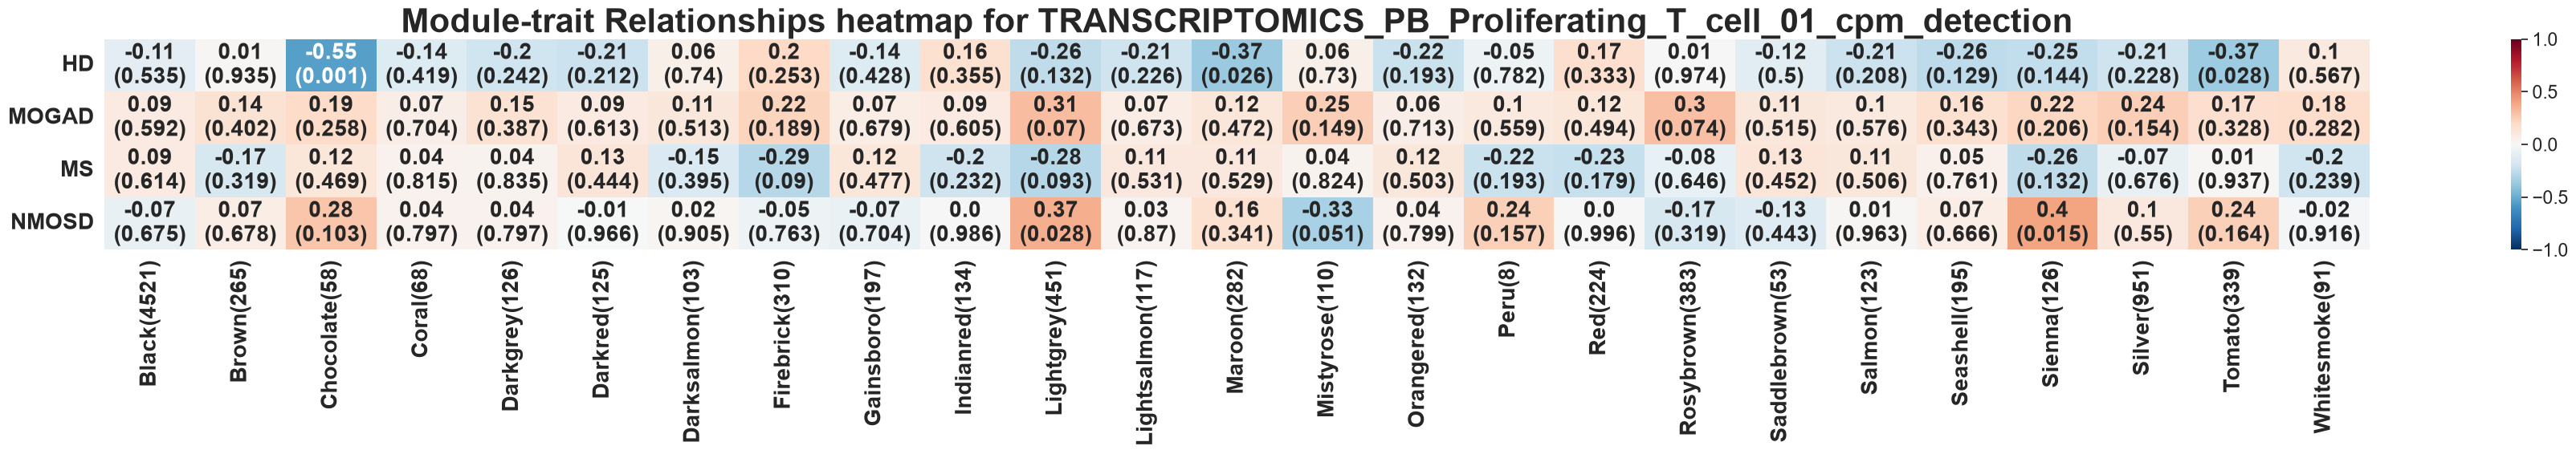 Module-trait Relationships heatmap for TRANSCRIPTOMICS_PB_Proliferating_T_cell_01_cpm_detection
HD -0.11 0.01 -0.55 -0.14 -0.2 -0.21 0.06 0.2 -0.14 0.16 -0.26 -0.21 -0.37 0.06 -0.22 -0.05 0.17 0.01 -0.12 -0.21 -0.26 -0.25 -0.21 -0.37 0.1
(0.535) (0.935) (0.001) (0.419) (0.242) (0.212) (0.74) (0.253) (0.428) (0.355) (0.132) (0.226) (0.026) (0.73) (0.193) (0.782) (0.333) (0.974) (0.5) (0.208) (0.129) (0.144) (0.228) (0.028) (0.567)
MOGAD 0.09 0.14 0.19 0.07 0.15 0.09 0.11 0.22 0.07 0.09 0.31 0.07 0.12 0.25 0.06 0.1 0.12 0.3 0.11 0.1 0.16 0.22 0.24 0.17 0.18
(0.592) (0.402) (0.258) (0.704) (0.387) (0.613) (0.513) (0.189) (0.679) (0.605) (0.07) (0.673) (0.472) (0.149) (0.713) (0.559) (0.494) (0.074) (0.515) (0.576) (0.343) (0.206) (0.154) (0.328) (0.282)
MS 0.09 -0.17 0.12 0.04 0.04 0.13 -0.15 -0.29 0.12 -0.2 -0.28 0.11 0.11 0.04 0.12 -0.22 -0.23 -0.08 0.13 0.11 0.05 -0.26 -0.07 0.01 -0.2
(0.614) (0.319) (0.469) (0.815) (0.835) (0.444) (0.395) (0.09) (0.477) (0.232) (0.093) (0.531) (0.529) (0.824) (0.503) (0.193) (0.179) (0.646) (0.452) (0.506) (0.761) (0.132) (0.676) (0.937) (0.239)
NMOSD -0.07 0.07 0.28 0.04 0.04 -0.01 0.02 -0.05 -0.07 0.0 0.37 0.03 0.16 -0.33 0.04 0.24 0.0 -0.17 -0.13 0.01 0.07 0.4 0.1 0.24 -0.02
(0.675) (0.678) (0.103) (0.797) (0.797) (0.966) (0.905) (0.763) (0.704) (0.986) (0.028) (0.87) (0.341) (0.051) (0.799) (0.157) (0.996) (0.319) (0.443) (0.963) (0.666) (0.015) (0.55) (0.164) (0.916)
Black(4521)
Brown(265)
Chocolate(58)
Coral(68)
Darkgrey(126)
Darkred(125)
Darksalmon(103)
Firebrick(310)
Gainsboro(197)
Indianred(134)
Lightgrey(451)
Lightsalmon(117)
Maroon(282)
Mistyrose(110)
Orangered(132)
Peru(8)
Red(224)
Rosybrown(383)
Saddlebrown(53)
Salmon(123)
Seashell(195)
Sienna(126)
Silver(951)
Tomato(339)
Whitesmoke(91)
1.0
0.5
0.0
−0.5
−1.0